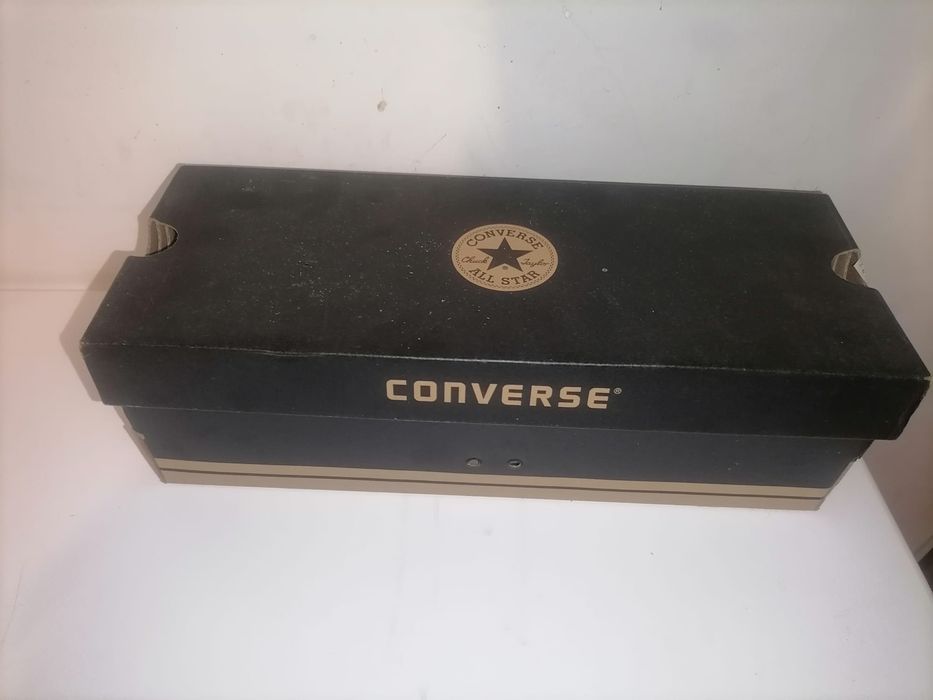 CONVERSE
Chuck Taylor
®
ALL STAR
CONVERSE®